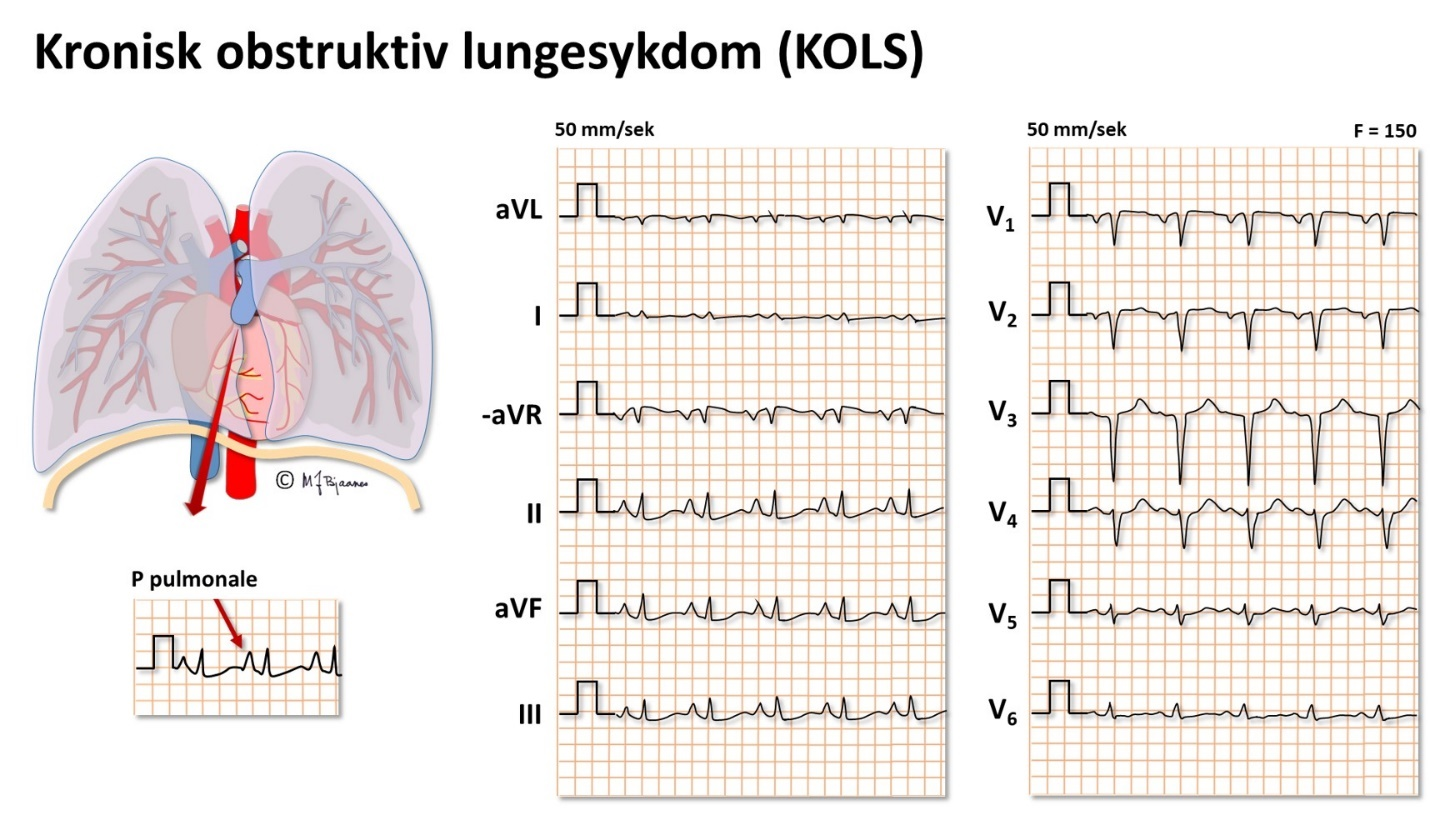 Kronisk obstruktiv lungesykdom (KOLS)
50 mm/sek
aVL
I
-aVR
II
aVF
III
50 mm/sek F = 150
V1
V2
V3
V4
V5
V6
© M J Bjaanes
P pulmonale